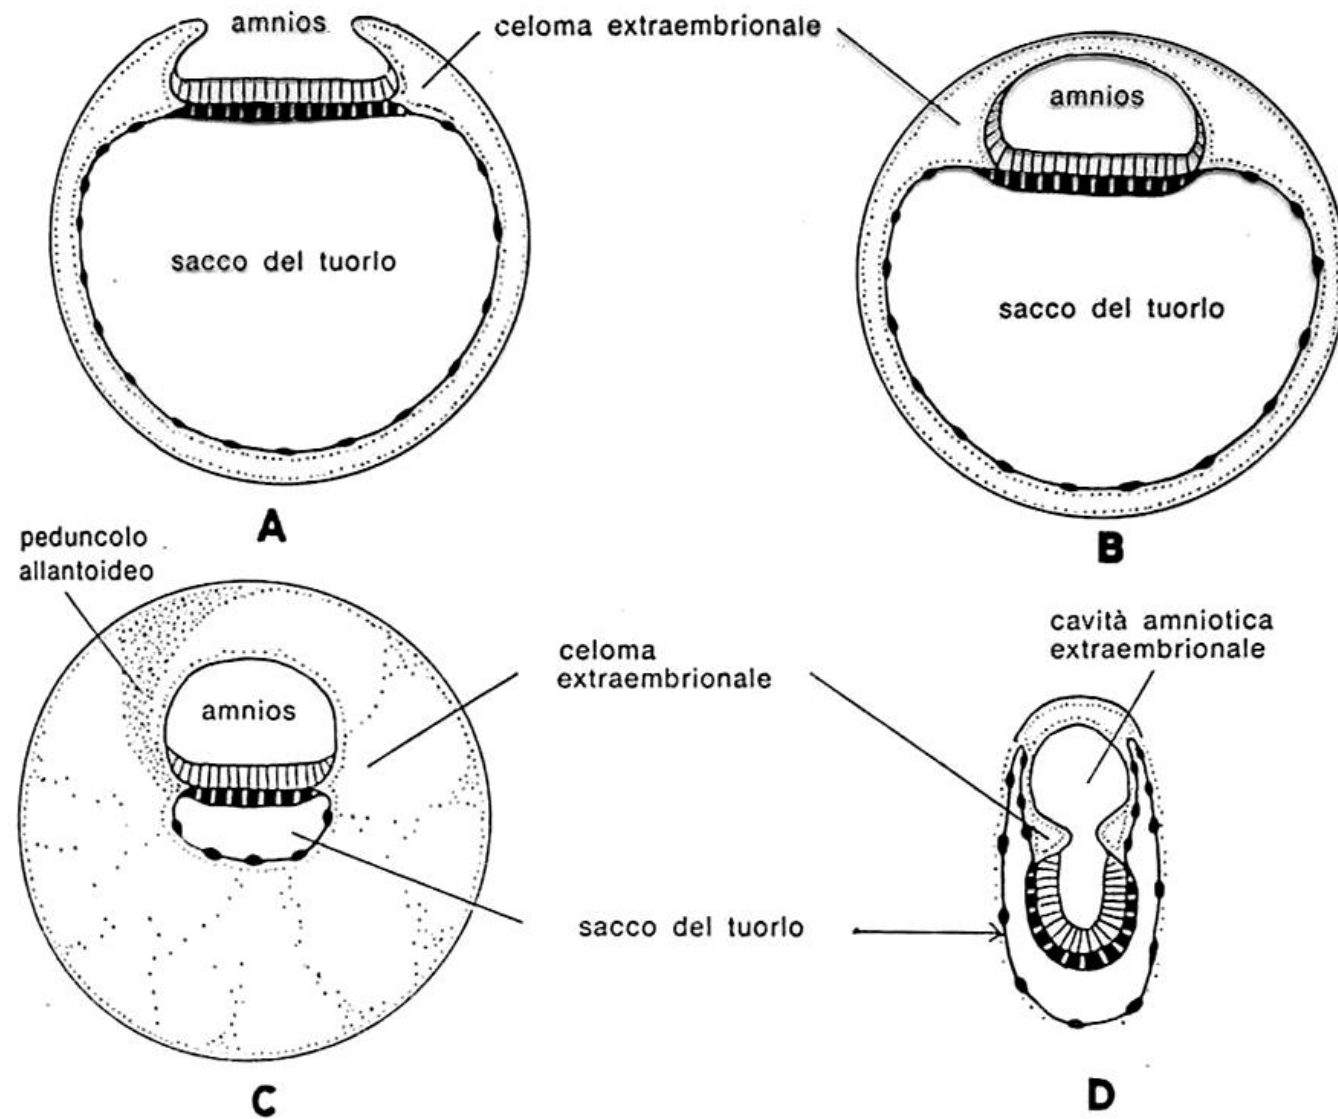 amnios
celoma extraembrionale
amnios
sacco del tuorlo
sacco del tuorlo
A
B
peduncolo
allantoideo
celoma
extraembrionale
cavità amniotica
extraembrionale
amnios
sacco del tuorlo
C
D